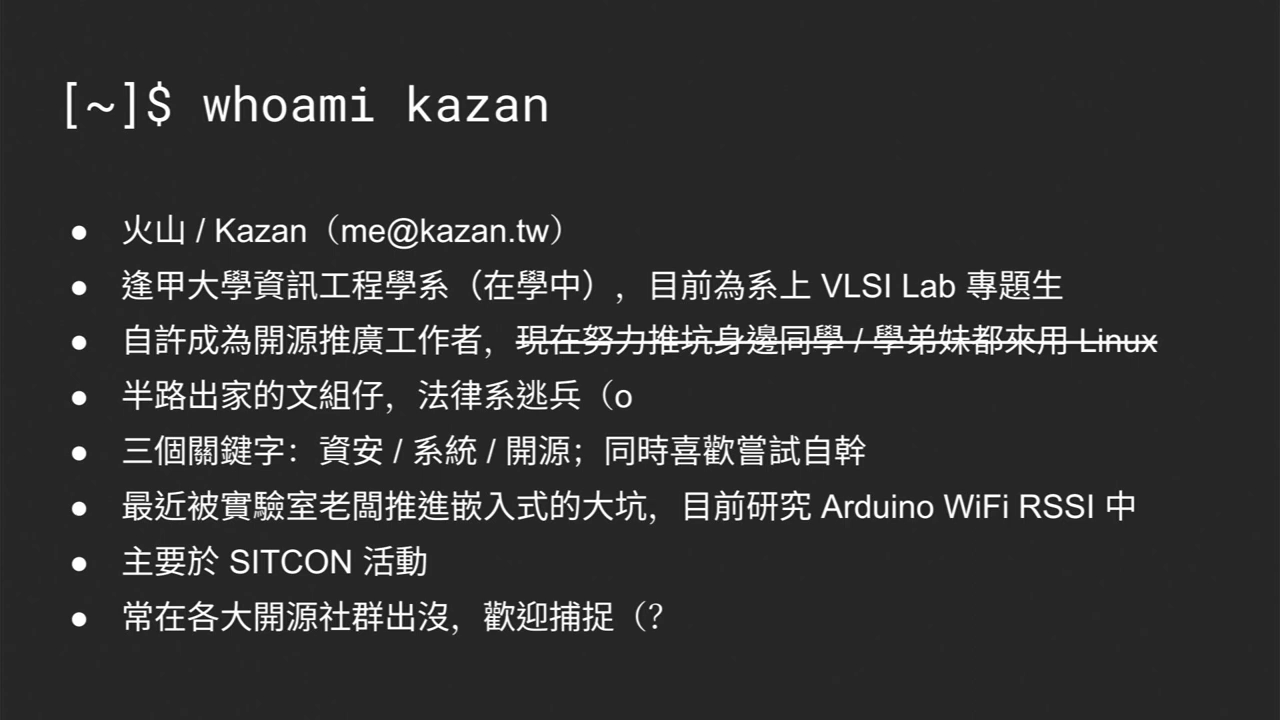 [~]$ whoami kazan
● 火山 / Kazan（me@kazan.tw）
● 逢甲大學資訊工程學系（在學中），目前為系上 VLSI Lab 專題生
● 自許成為開源推廣工作者，現在努力推坑身邊同學 / 學弟妹都來用 Linux
● 半路出家的文組仔，法律系逃兵（o
● 三個關鍵字：資安 / 系統 / 開源；同時喜歡嘗試自幹
● 最近被實驗室老闆推進嵌入式的大坑，目前研究 Arduino WiFi RSSI 中
● 主要於 SITCON 活動
● 常在各大開源社群出沒，歡迎捕捉（？